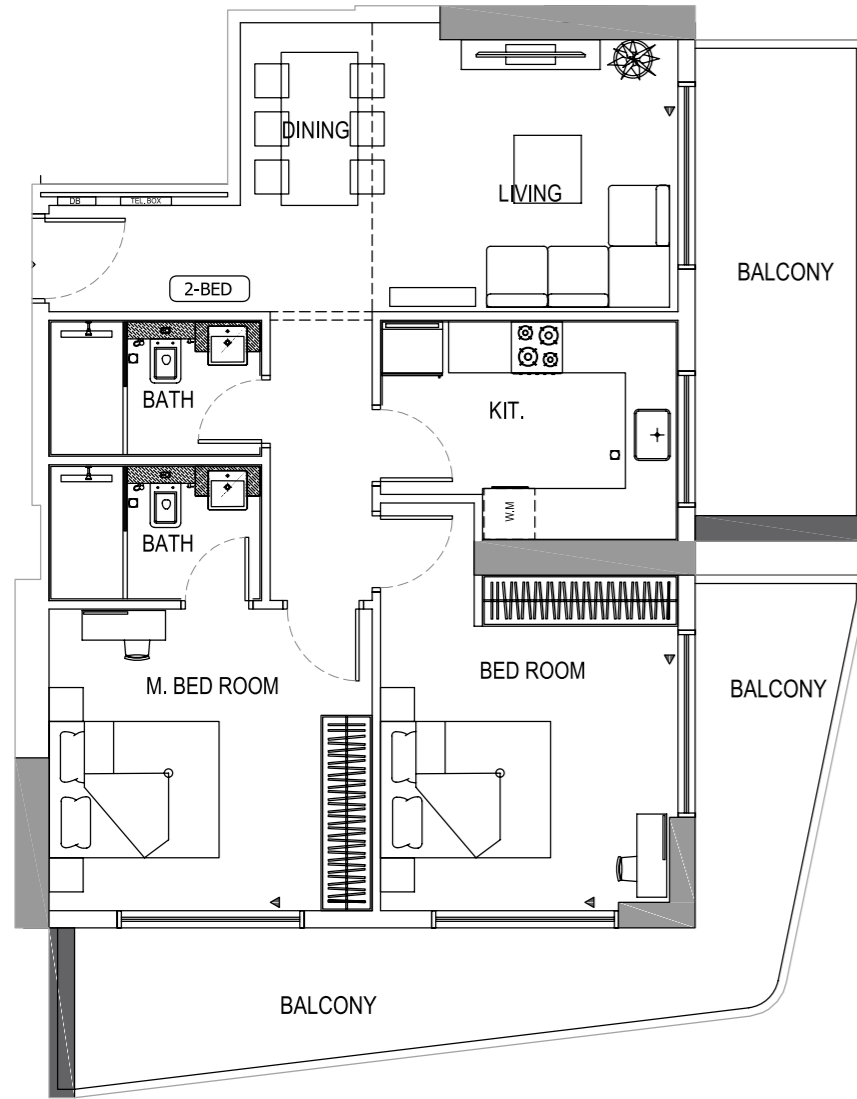 DINING
LIVING
DB
TEL. BOX
BALCONY
2-BED
BATH
KIT.
W.M
BATH
M. BED ROOM
BED ROOM
BALCONY
BALCONY